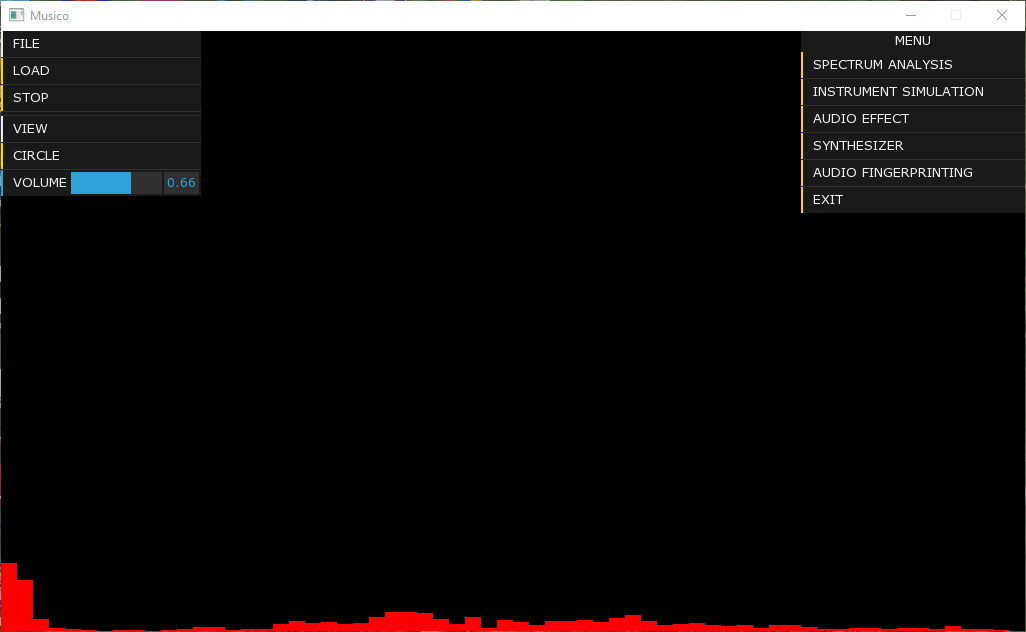 Musico
FILE
LOAD
STOP
VIEW
CIRCLE
VOLUME 0.66
MENU
SPECTRUM ANALYSIS
INSTRUMENT SIMULATION
AUDIO EFFECT
SYNTHESIZER
AUDIO FINGERPRINTING
EXIT